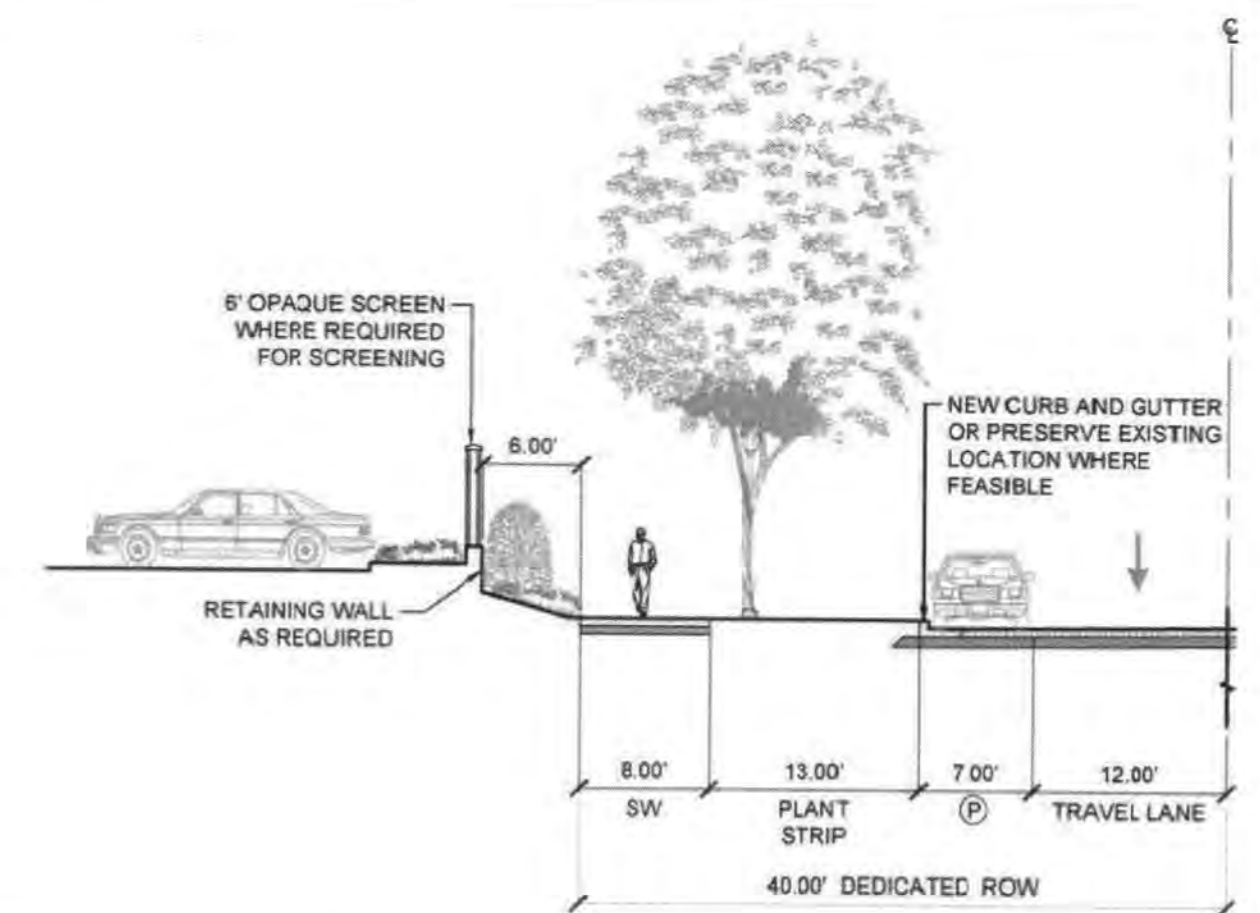 ℄
6' OPAQUE SCREEN
WHERE REQUIRED
FOR SCREENING
6.00'
NEW CURB AND GUTTER
OR PRESERVE EXISTING
LOCATION WHERE
FEASIBLE
RETAINING WALL
AS REQUIRED
8.00'
13.00'
7 00'
12.00'
SW
PLANT
STRIP
Ⓟ
TRAVEL LANE
40.00' DEDICATED ROW